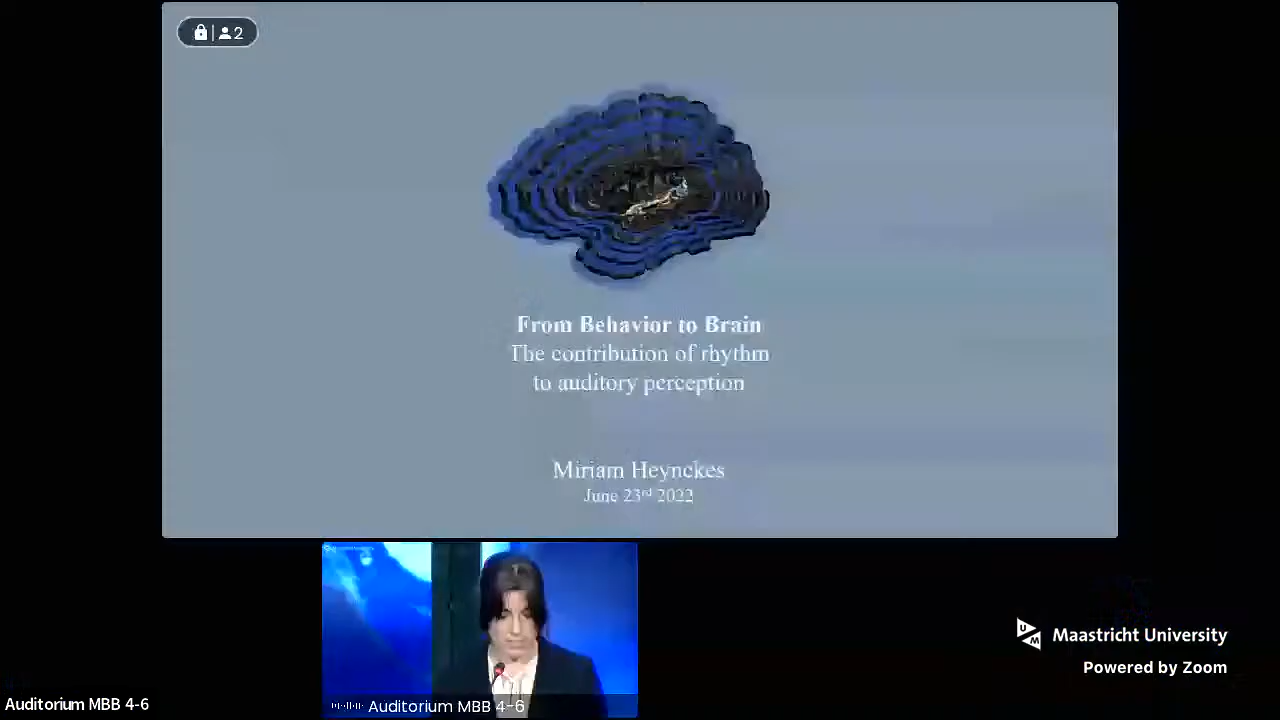 2
From Behavior to Brain
The contribution of rhythm
to auditory perception
Miriam Heynckes
June 23rd 2022
UM
Maastricht University
Powered by Zoom
Auditorium MBB 4-6
Auditorium MBB 4-6